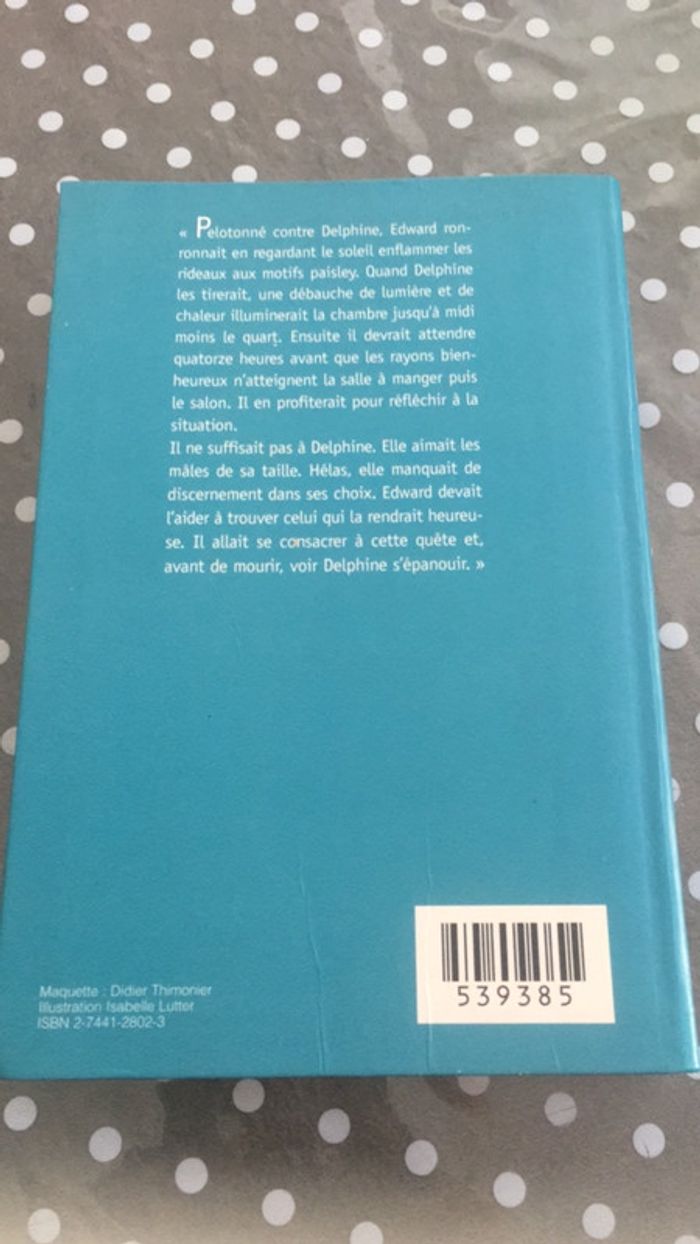 « Pelotonné contre Delphine, Edward ron-
ronnait en regardant le soleil enflammer les
rideaux aux motifs paisley. Quand Delphine
les tirerait, une débauche de lumière et de
chaleur illuminerait la chambre jusqu'à midi
moins le quart. Ensuite il devrait attendre
quatorze heures avant que les rayons bien-
heureux n'atteignent la salle à manger puis
le salon. Il en profiterait pour réfléchir à la
situation.
Il ne suffisait pas à Delphine. Elle aimait les
mâles de sa taille. Hélas, elle manquait de
discernement dans ses choix. Edward devait
l'aider à trouver celui qui la rendrait heureu-
se. Il allait se consacrer à cette quête et,
avant de mourir, voir Delphine s'épanouir. »
Maquette : Didier Thimonier
Illustration Isabelle Lutter
ISBN 2-7441-2802-3
539385